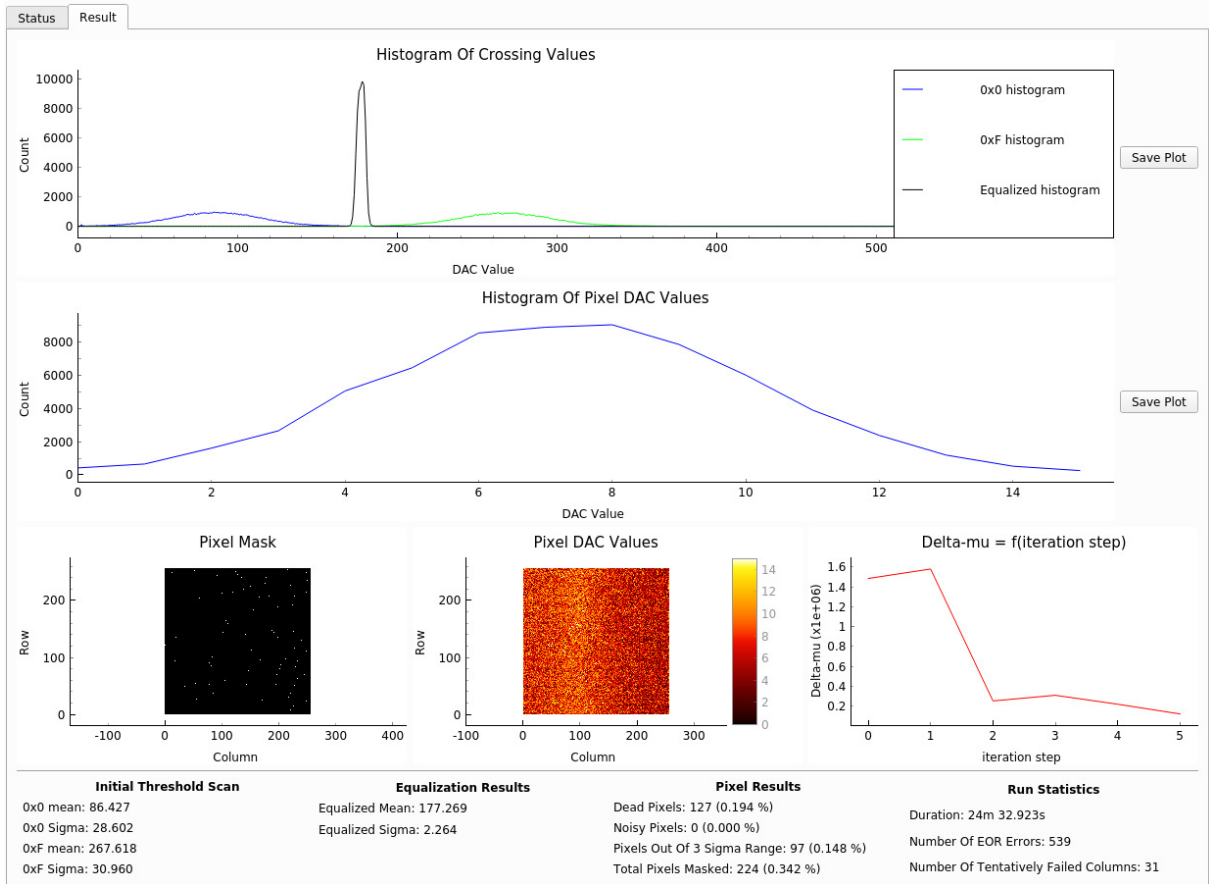 Status Result
Histogram Of Crossing Values
10000
8000
6000
4000
2000
0
Count
0 100 200 300 400 500
DAC Value
0x0 histogram
0xF histogram
Equalized histogram
Save Plot
Histogram Of Pixel DAC Values
8000
6000
4000
2000
0
Count
0 2 4 6 8 10 12 14
DAC Value
Save Plot
Pixel Mask
200
100
0
Row
-100 0 100 200 300 400
Column
Pixel DAC Values
200
100
0
Row
-100 0 100 200 300
Column
14
12
10
8
6
4
2
0
Delta-mu = f(iteration step)
1.6
1.4
1.2
1
0.8
0.6
0.4
0.2
Delta-mu (x1e+06)
0 1 2 3 4 5
iteration step
Initial Threshold Scan
0x0 mean: 86.427
0x0 Sigma: 28.602
0xF mean: 267.618
0xF Sigma: 30.960
Equalization Results
Equalized Mean: 177.269
Equalized Sigma: 2.264
Pixel Results
Dead Pixels: 127 (0.194 %)
Noisy Pixels: 0 (0.000 %)
Pixels Out Of 3 Sigma Range: 97 (0.148 %)
Total Pixels Masked: 224 (0.342 %)
Run Statistics
Duration: 24m 32.923s
Number Of EOR Errors: 539
Number Of Tentatively Failed Columns: 31